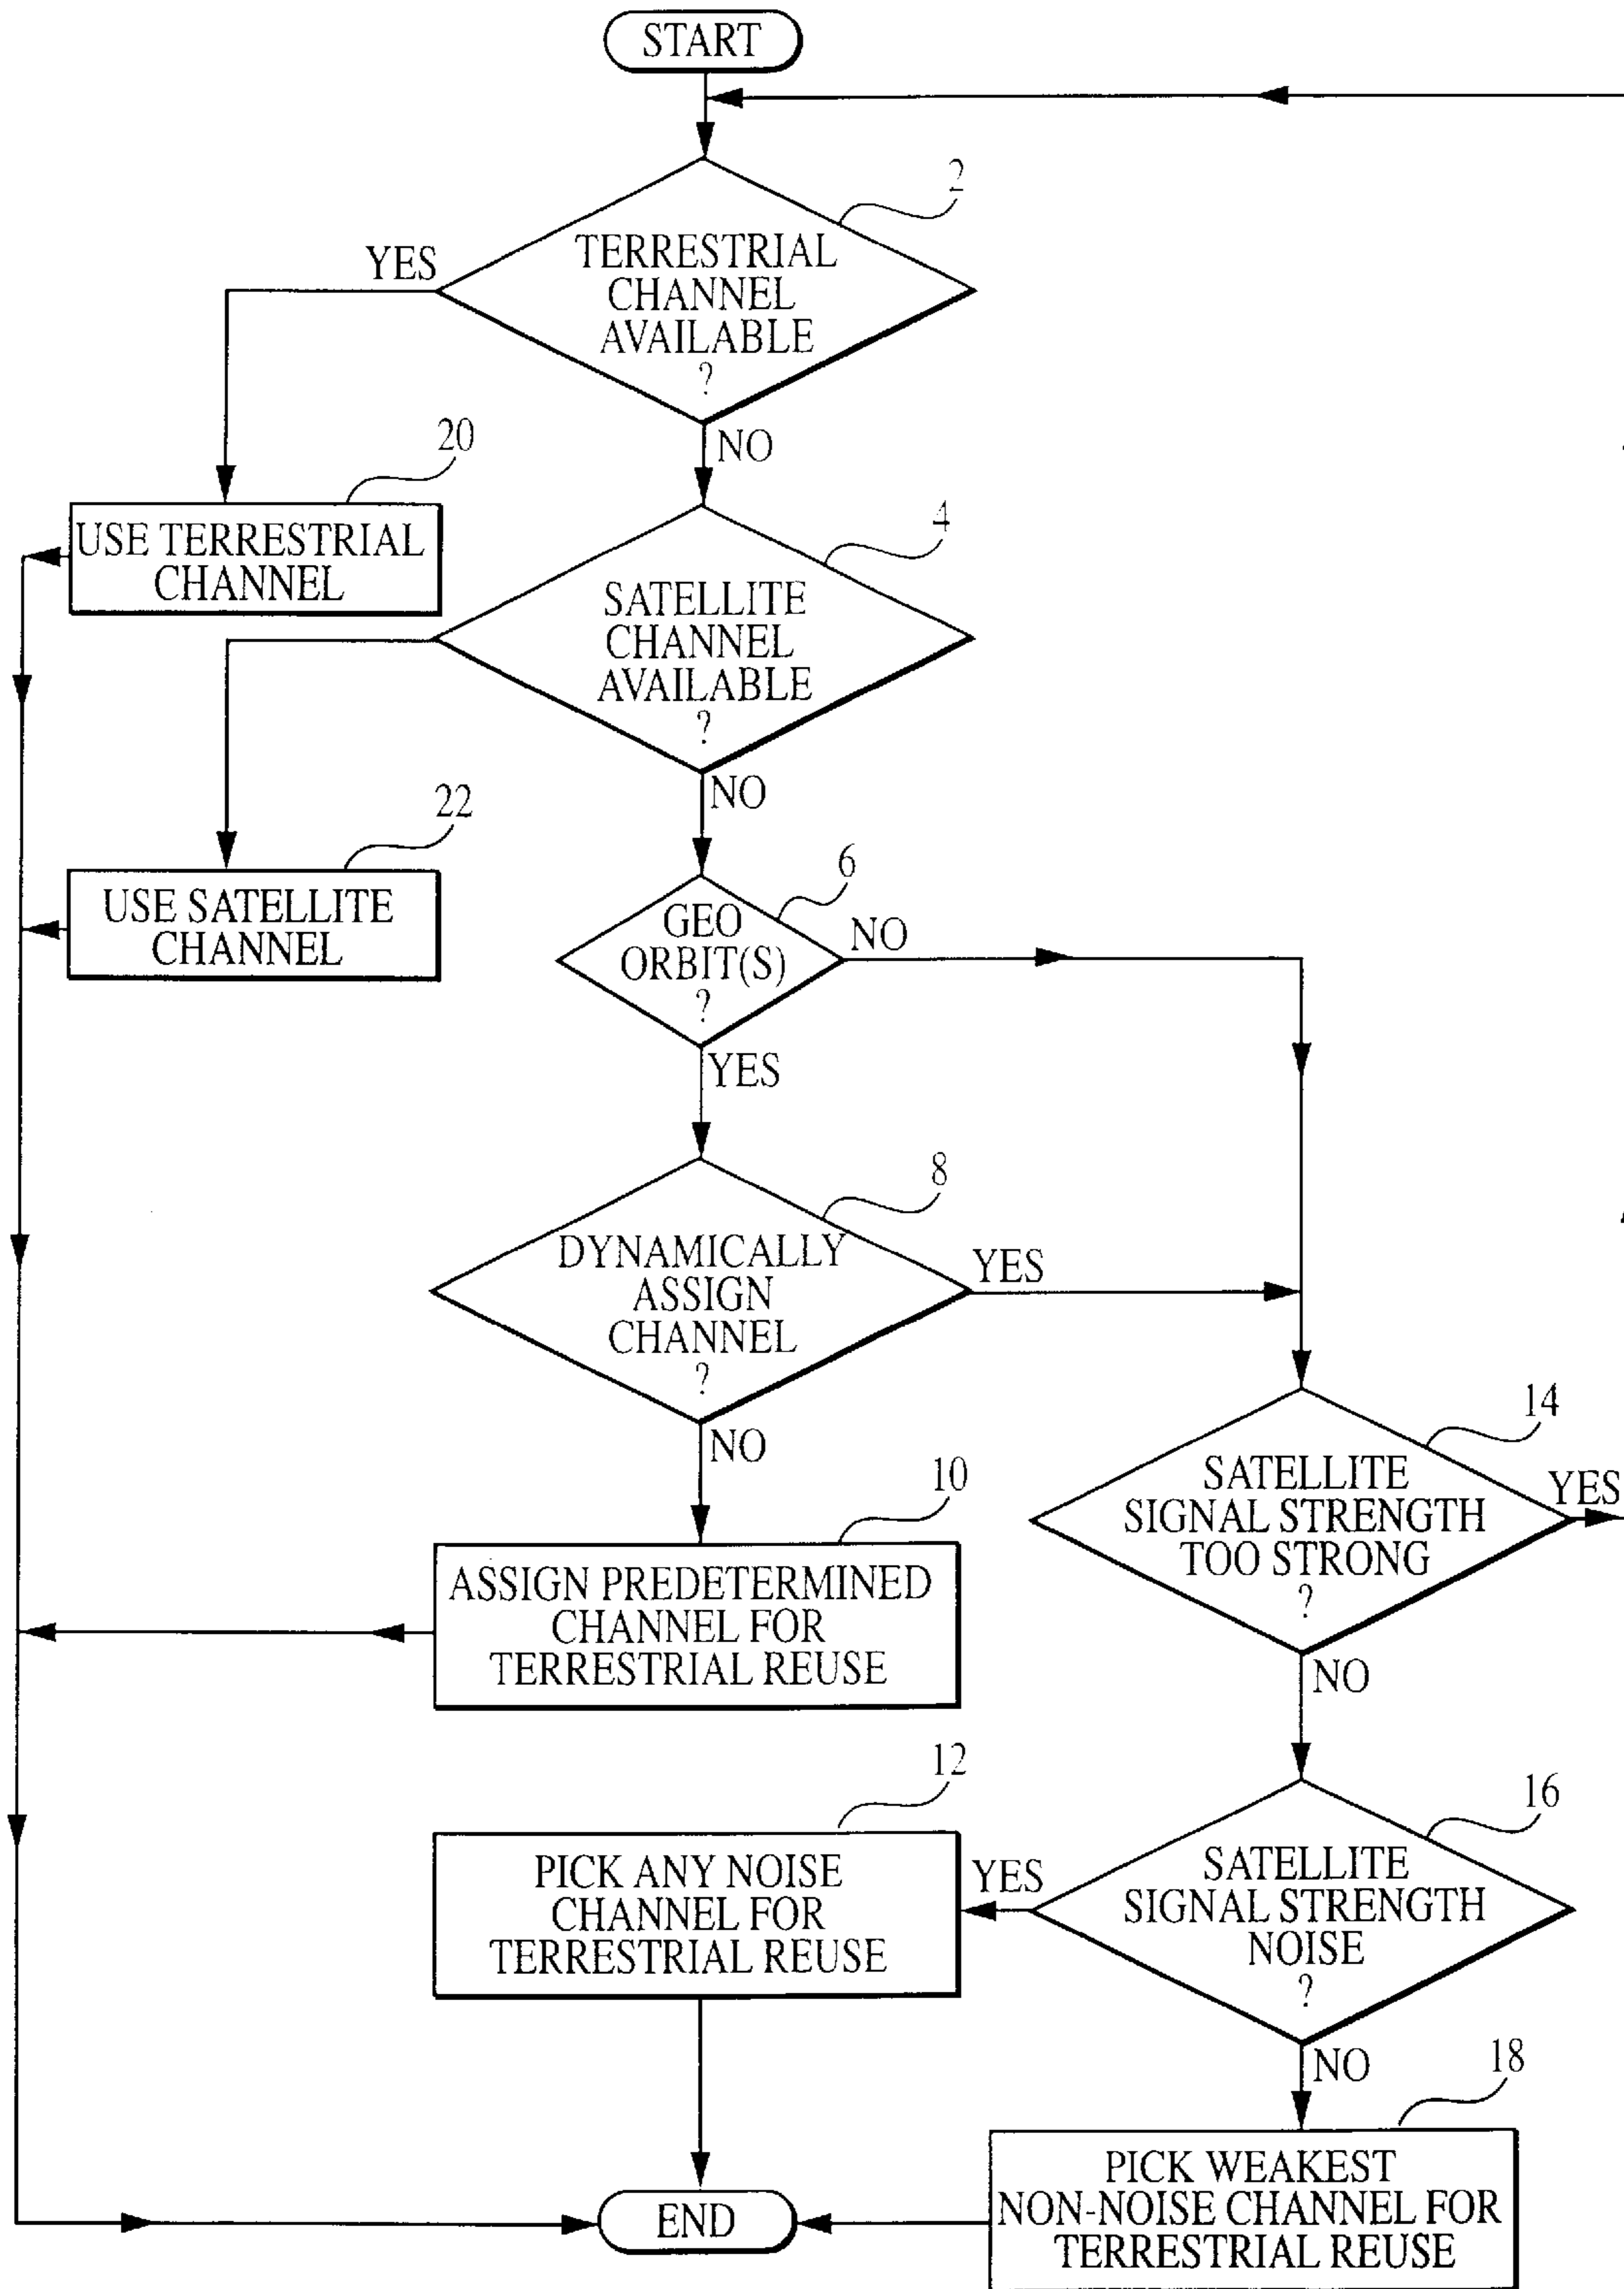 START
2
TERRESTRIAL
CHANNEL
AVAILABLE
?
YES
NO
20
USE TERRESTRIAL
CHANNEL
4
SATELLITE
CHANNEL
AVAILABLE
?
NO
22
USE SATELLITE
CHANNEL
6
GEO
ORBIT(S)
?
NO
YES
8
DYNAMICALLY
ASSIGN
CHANNEL
?
YES
NO
10
ASSIGN PREDETERMINED
CHANNEL FOR
TERRESTRIAL REUSE
14
SATELLITE
SIGNAL STRENGTH
TOO STRONG
?
YES
NO
12
PICK ANY NOISE
CHANNEL FOR
TERRESTRIAL REUSE
16
SATELLITE
SIGNAL STRENGTH
NOISE
?
YES
NO
18
PICK WEAKEST
NON-NOISE CHANNEL FOR
TERRESTRIAL REUSE
END